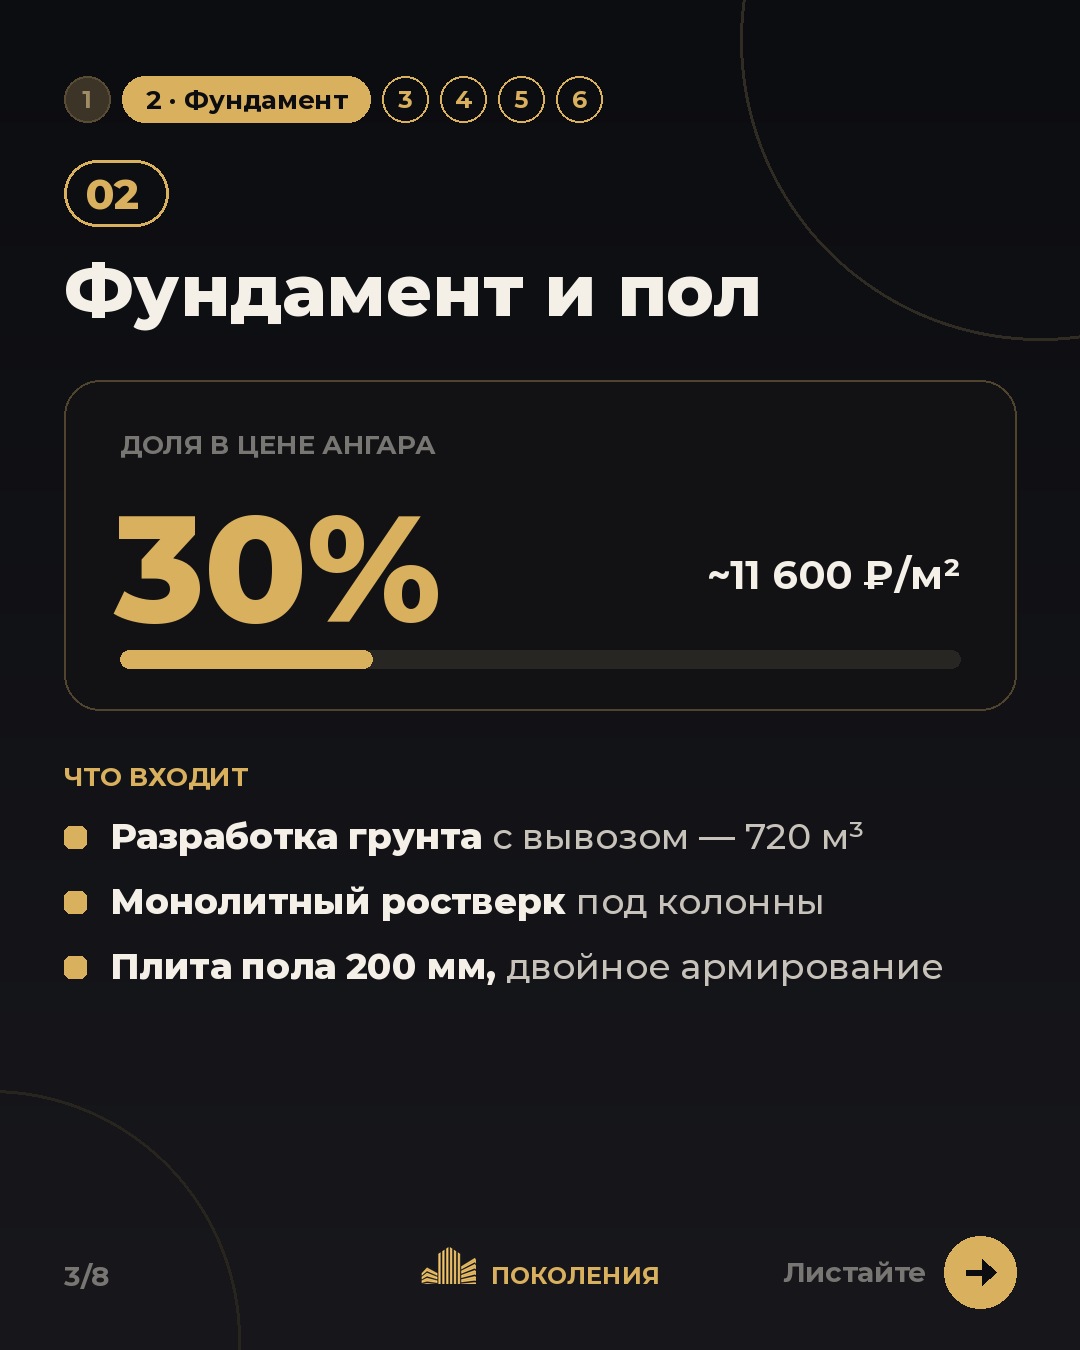 1 2 · Фундамент 3 4 5 6
02
Фундамент и пол
ДОЛЯ В ЦЕНЕ АНГАРА
30%
~11 600 ₽/м²
ЧТО ВХОДИТ
Разработка грунта с вывозом — 720 м³
Монолитный ростверк под колонны
Плита пола 200 мм, двойное армирование
3/8
ПОКОЛЕНИЯ
Листайте